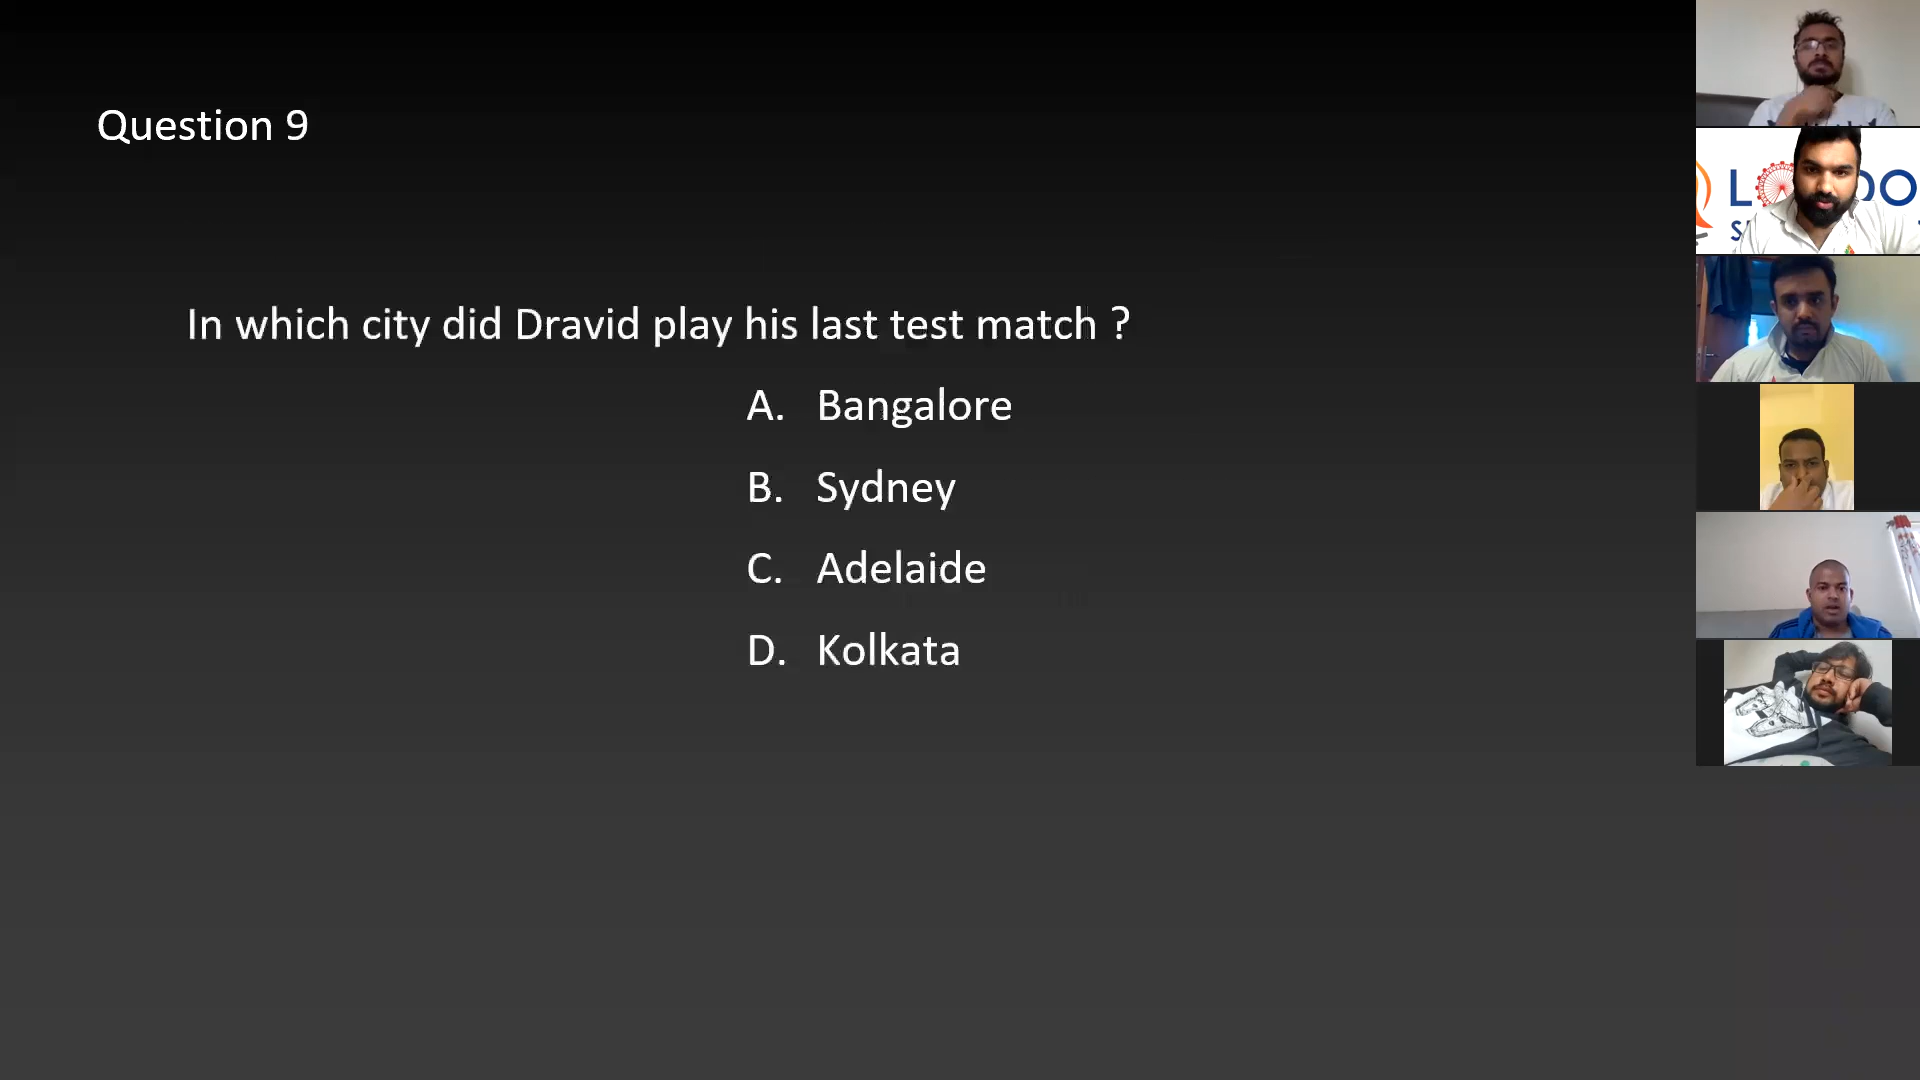 Question 9
In which city did Dravid play his last test match ?
A. Bangalore
B. Sydney
C. Adelaide
D. Kolkata